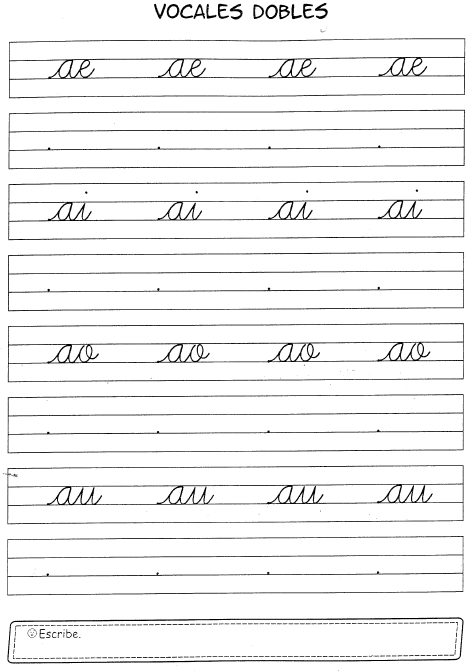 VOCALES DOBLES
ae ae ae ae
ai ai ai ai
ao ao ao ao
au au au au
Escribe.